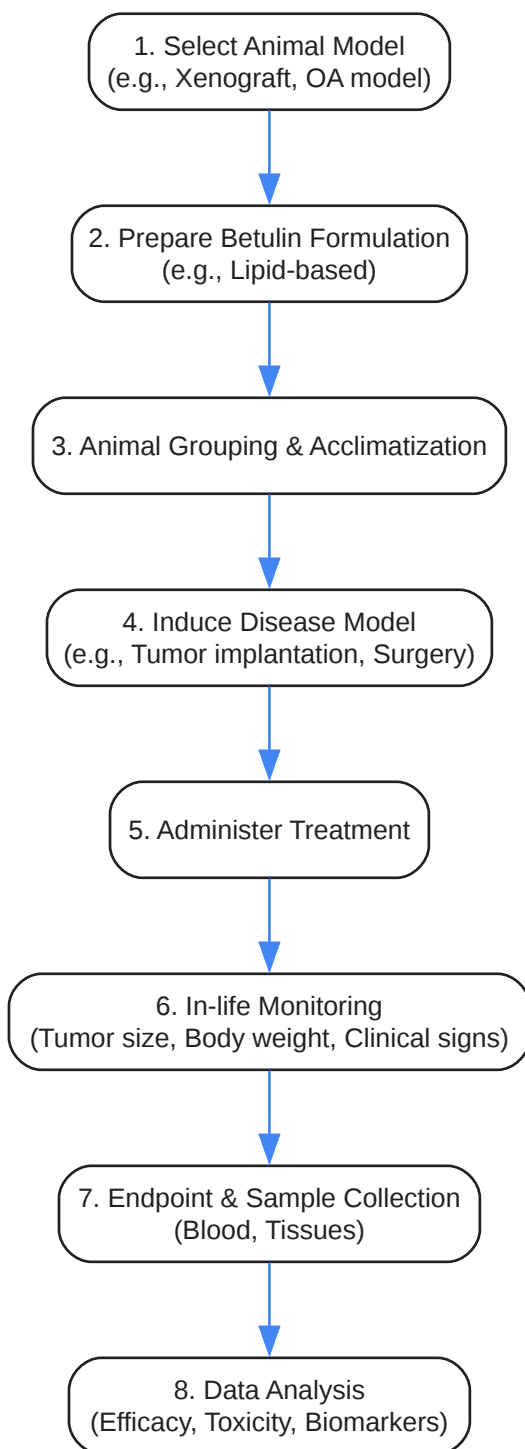 1. Select Animal Model
(e.g., Xenograft, OA model)
2. Prepare Betulin Formulation
(e.g., Lipid-based)
3. Animal Grouping & Acclimatization
4. Induce Disease Model
(e.g., Tumor implantation, Surgery)
5. Administer Treatment
6. In-life Monitoring
(Tumor size, Body weight, Clinical signs)
7. Endpoint & Sample Collection
(Blood, Tissues)
8. Data Analysis
(Efficacy, Toxicity, Biomarkers)